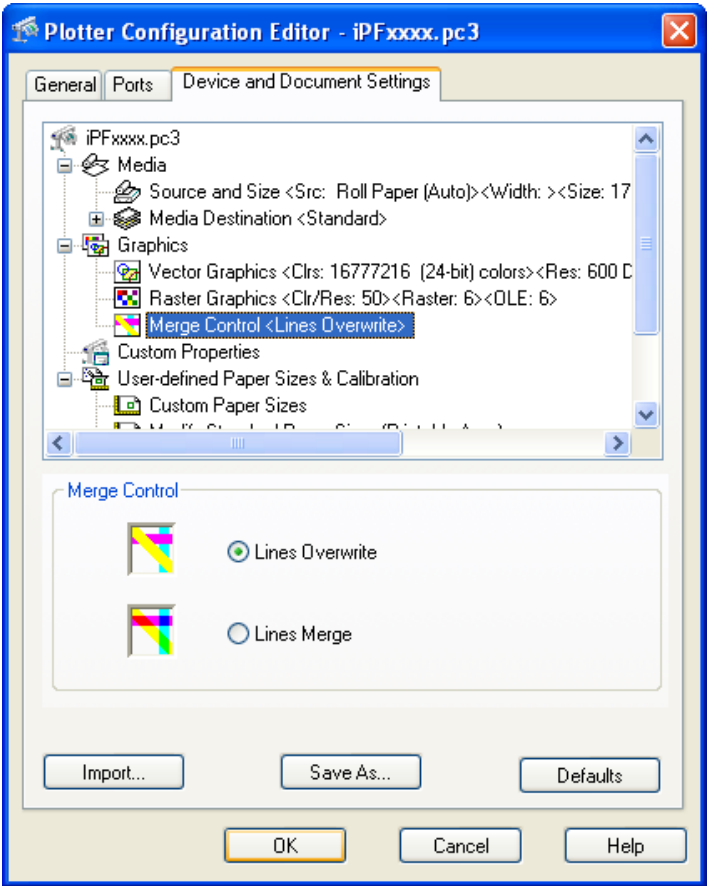 Plotter Configuration Editor - iPFxxxx.pc3
General Ports Device and Document Settings
iPFxxxx.pc3
Media
Source and Size <Src: Roll Paper (Auto)><Width: ><Size: 17
Media Destination <Standard>
Graphics
Vector Graphics <Clrs: 16777216 (24-bit) colors><Res: 600 D
Raster Graphics <Clr/Res: 50><Raster: 6><OLE: 6>
Merge Control <Lines Overwrite>
Custom Properties
User-defined Paper Sizes & Calibration
Custom Paper Sizes
Merge Control
Lines Overwrite
Lines Merge
Import... Save As... Defaults
OK Cancel Help